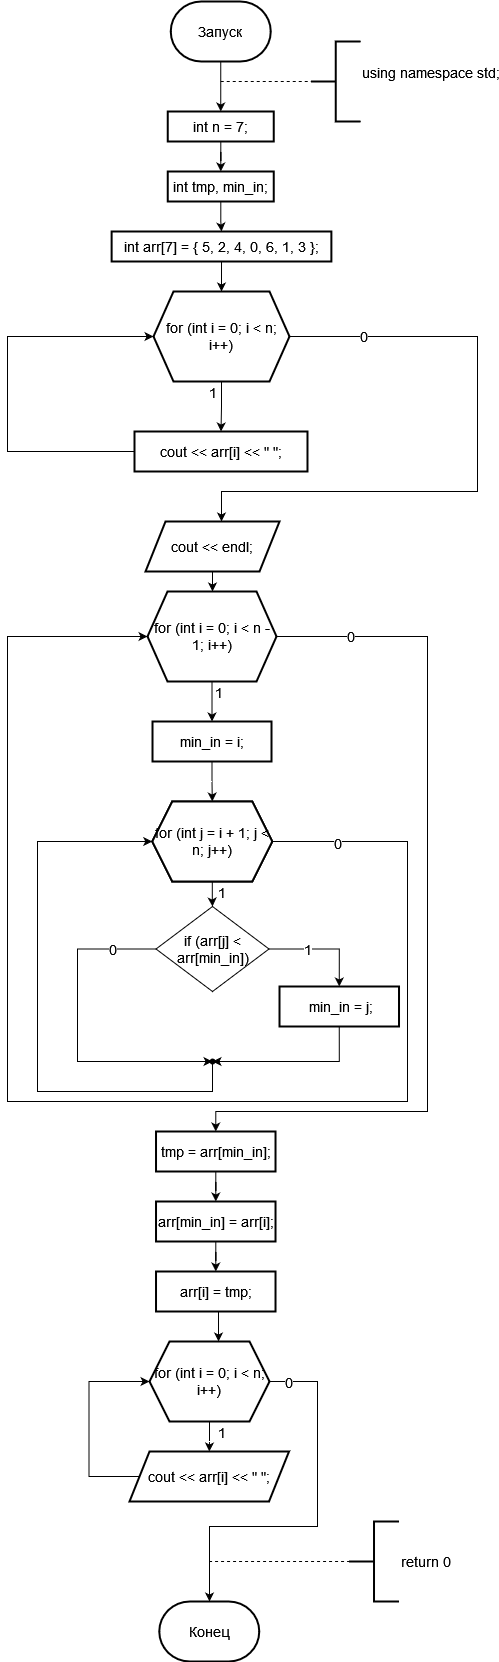 Запуск
using namespace std;
int n = 7;
int tmp, min_in;
int arr[7] = { 5, 2, 4, 0, 6, 1, 3 };
for (int i = 0; i < n;
i++)
0
1
cout << arr[i] << " ";
cout << endl;
for (int i = 0; i < n -
1; i++)
0
1
min_in = i;
for (int j = i + 1; j <
n; j++)
0
1
if (arr[j] <
arr[min_in])
0
1
min_in = j;
tmp = arr[min_in];
arr[min_in] = arr[i];
arr[i] = tmp;
for (int i = 0; i < n;
i++)
0
1
cout << arr[i] << " ";
return 0
Конец